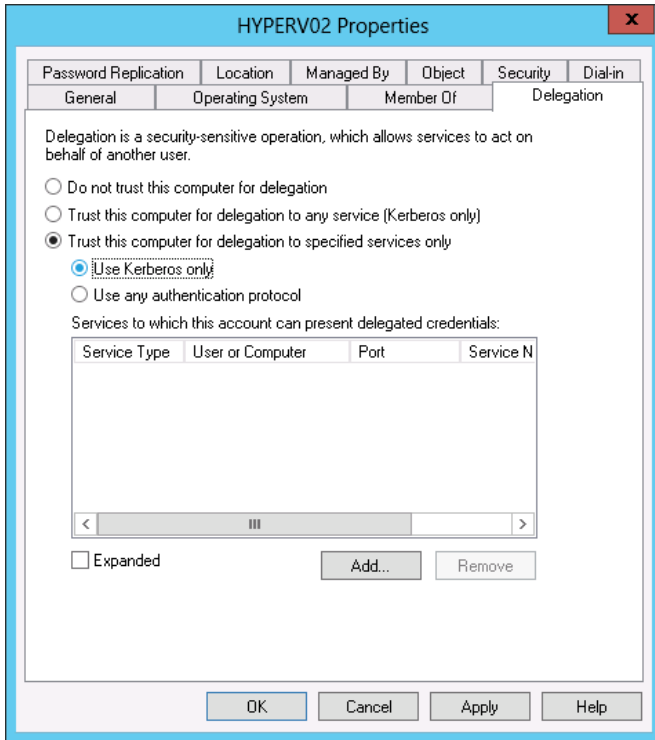 HYPERV02 Properties
x
Password Replication Location Managed By Object Security Dial-in
General Operating System Member Of Delegation
Delegation is a security-sensitive operation, which allows services to act on
behalf of another user.
Do not trust this computer for delegation
Trust this computer for delegation to any service (Kerberos only)
Trust this computer for delegation to specified services only
Use Kerberos only
Use any authentication protocol
Services to which this account can present delegated credentials:
Service Type User or Computer Port Service N
Expanded Add... Remove
OK Cancel Apply Help